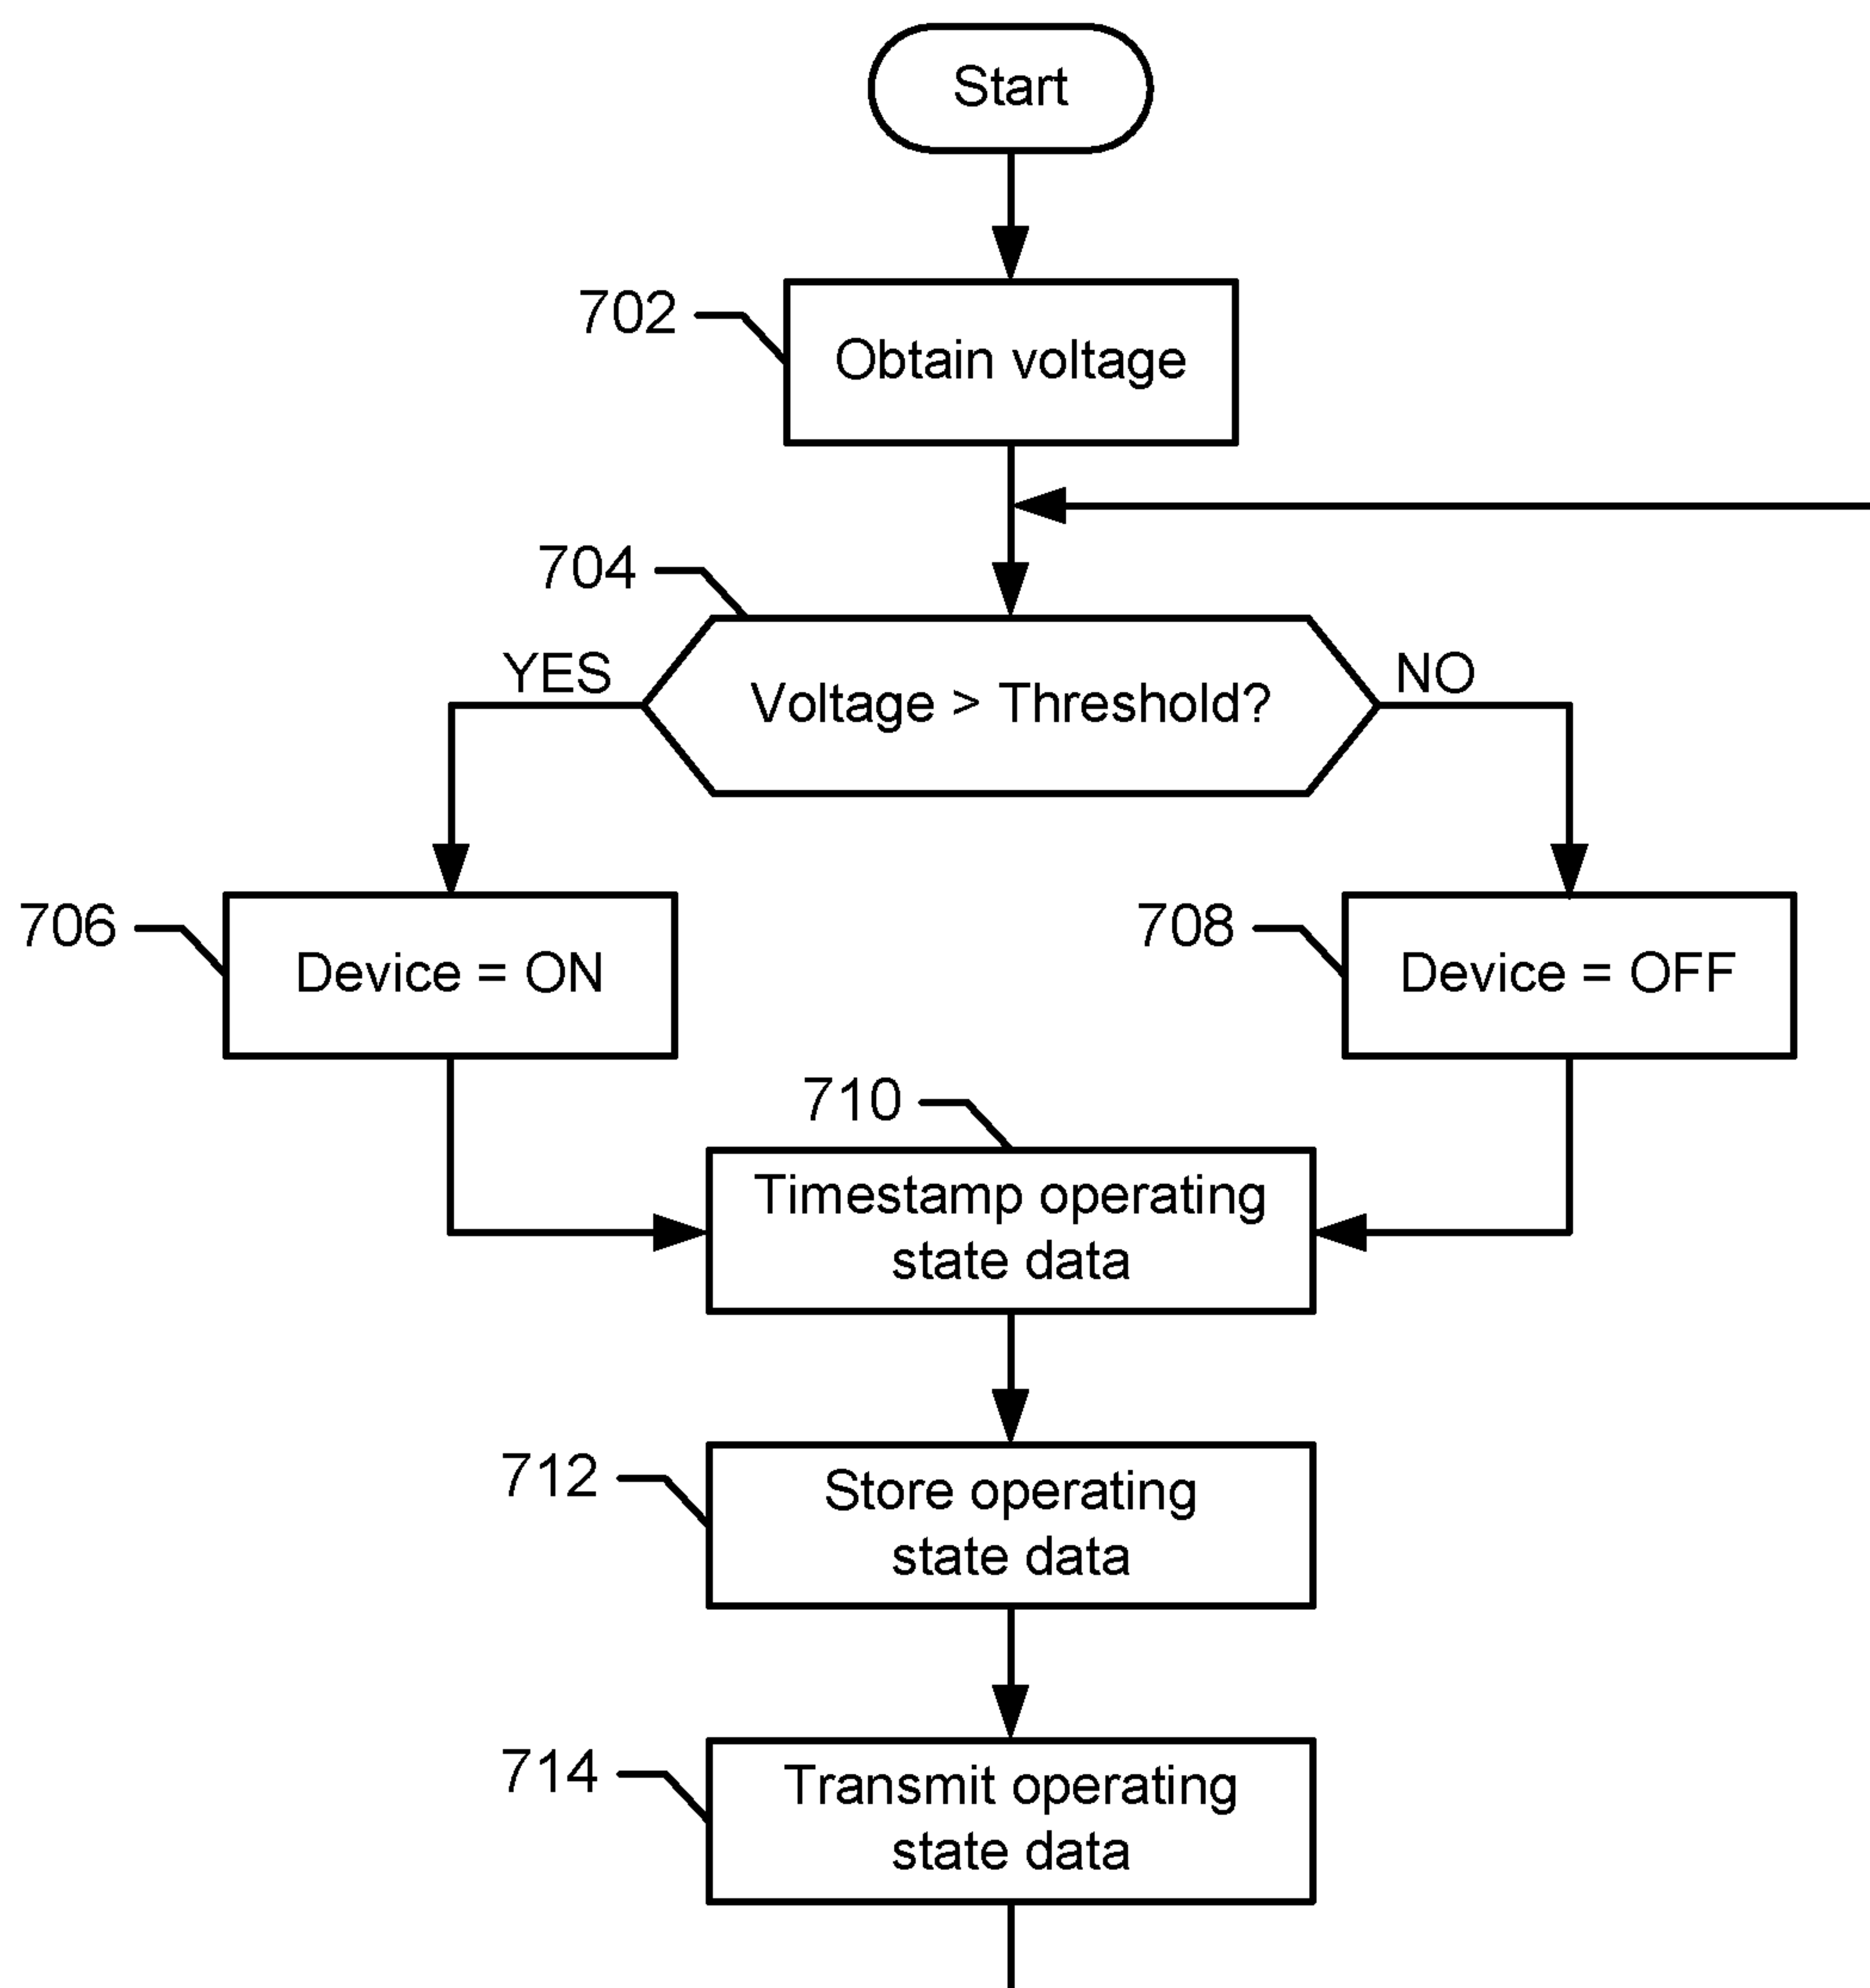 Start
702
Obtain voltage
704
YES
Voltage > Threshold?
NO
706
Device = ON
708
Device = OFF
710
Timestamp operating
state data
712
Store operating
state data
714
Transmit operating
state data